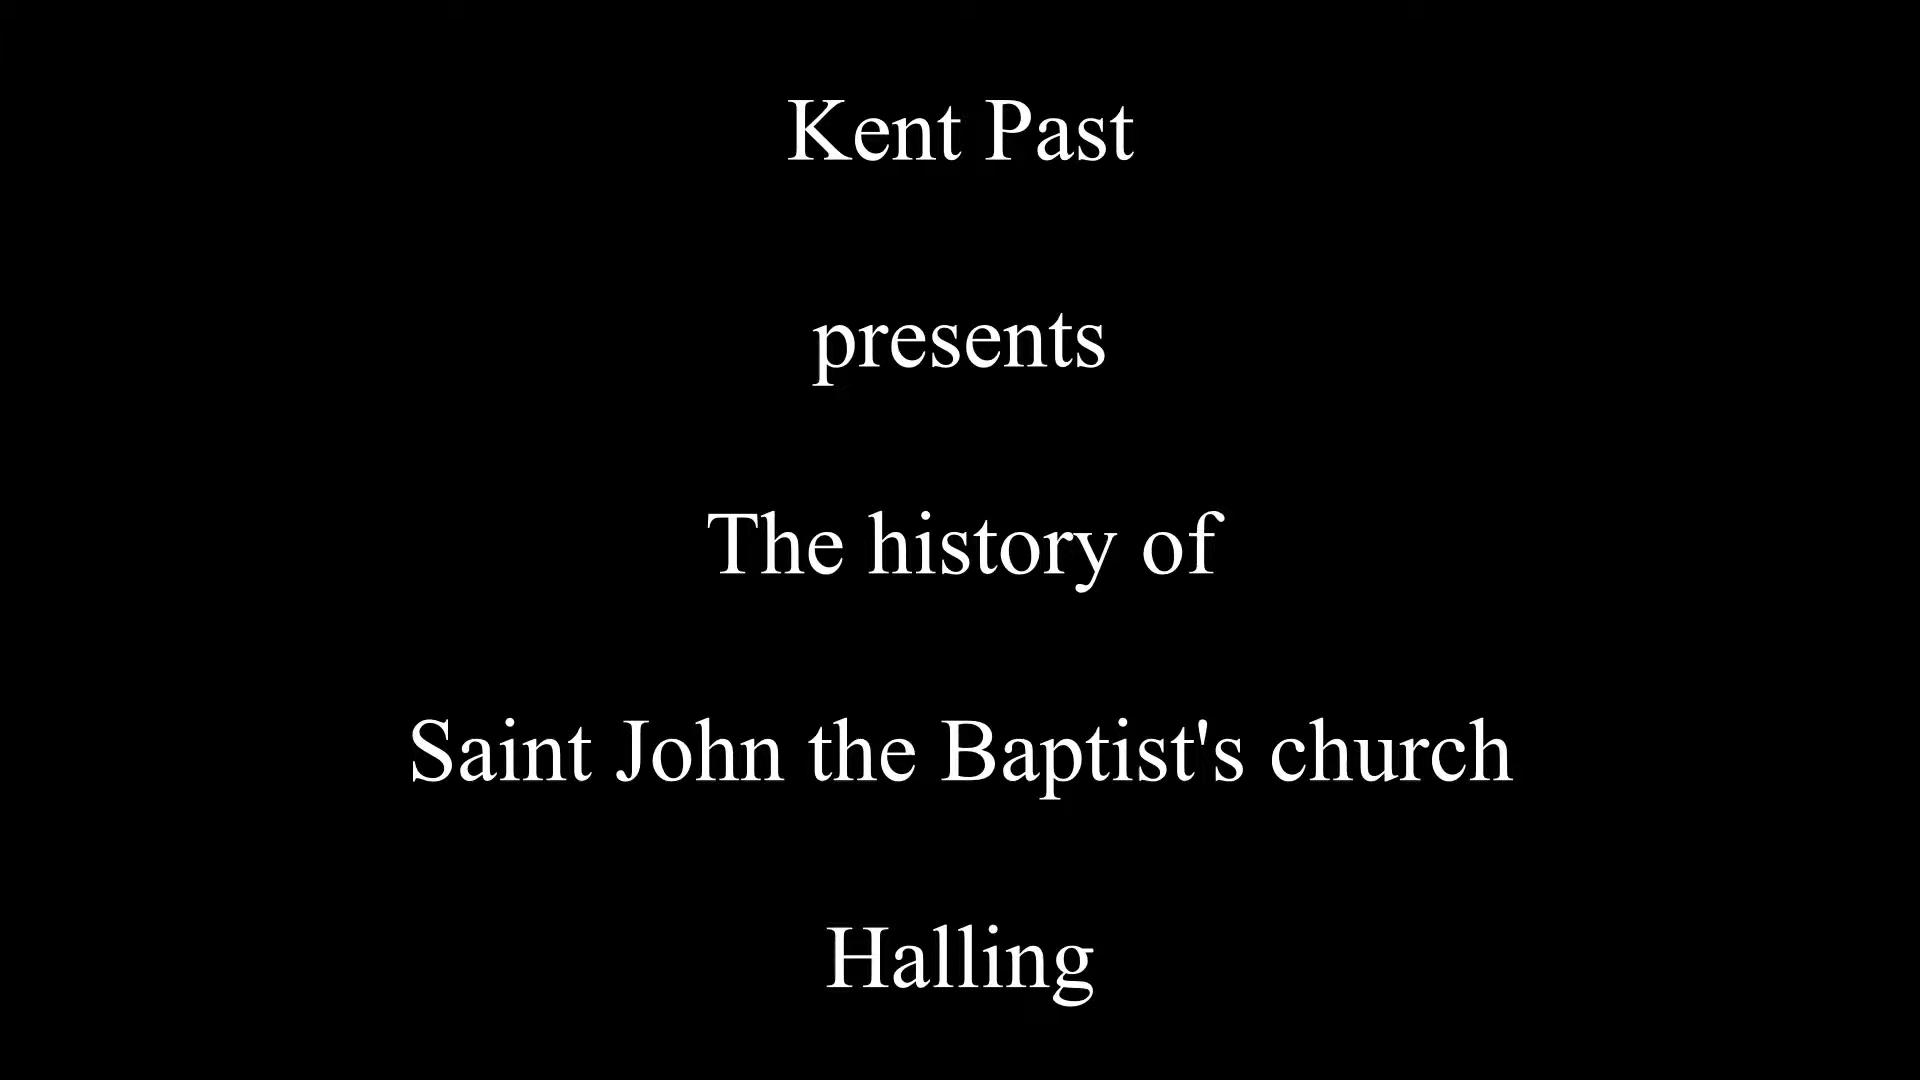 Kent Past
presents
The history of
Saint John the Baptist's church
Halling